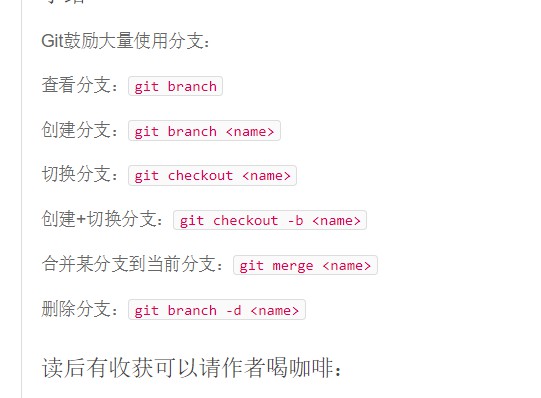 Git鼓励大量使用分支：
查看分支：git branch
创建分支：git branch <name>
切换分支：git checkout <name>
创建+切换分支：git checkout -b <name>
合并某分支到当前分支：git merge <name>
删除分支：git branch -d <name>
读后有收获可以请作者喝咖啡：